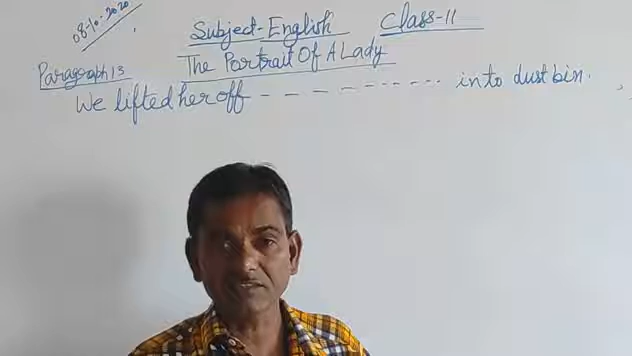 08-10-2020
Subject-English Class-11
The Portrait Of A Lady
Paragraph 13
We lifted her off - - - - - - - - - - - into dust bin.